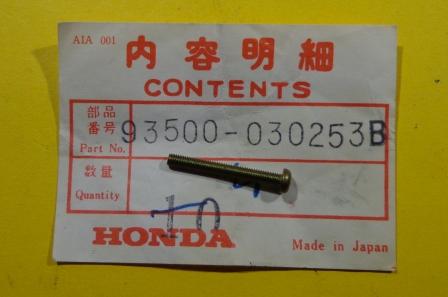 AIA 001
内容明細
CONTENTS
部品
番号
Part No.
93500-030253B
数量
Quantity
10
HONDA
Made in Japan